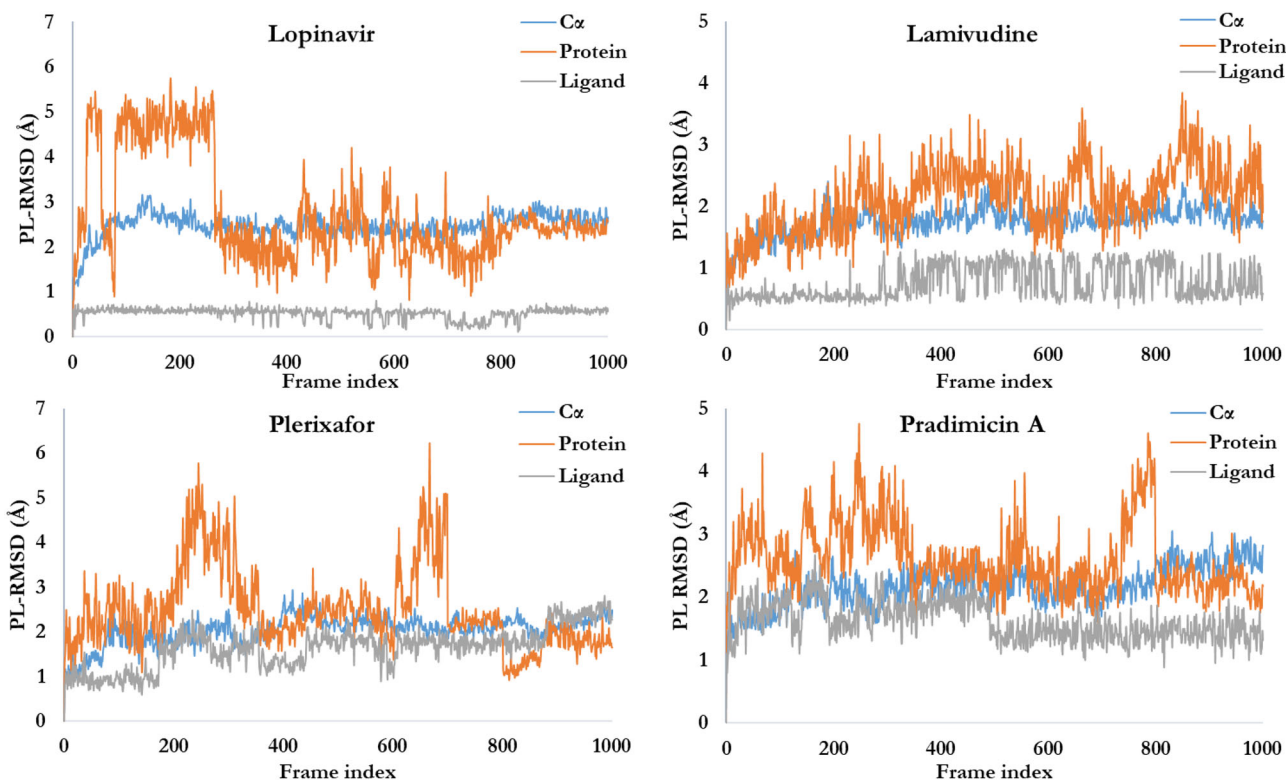 Lopinavir
Cα
Protein
Ligand
PL-RMSD (Å)
7
6
5
4
3
2
1
0
0 200 400 600 800 1000
Frame index
Lamivudine
Cα
Protein
Ligand
PL-RMSD (Å)
5
4
3
2
1
0
0 200 400 600 800 1000
Frame index
Plerixafor
Cα
Protein
Ligand
PL-RMSD (Å)
7
6
5
4
3
2
1
0
0 200 400 600 800 1000
Frame index
Pradimicin A
Cα
Protein
Ligand
PL RMSD (Å)
5
4
3
2
1
0
0 200 400 600 800 1000
Frame index